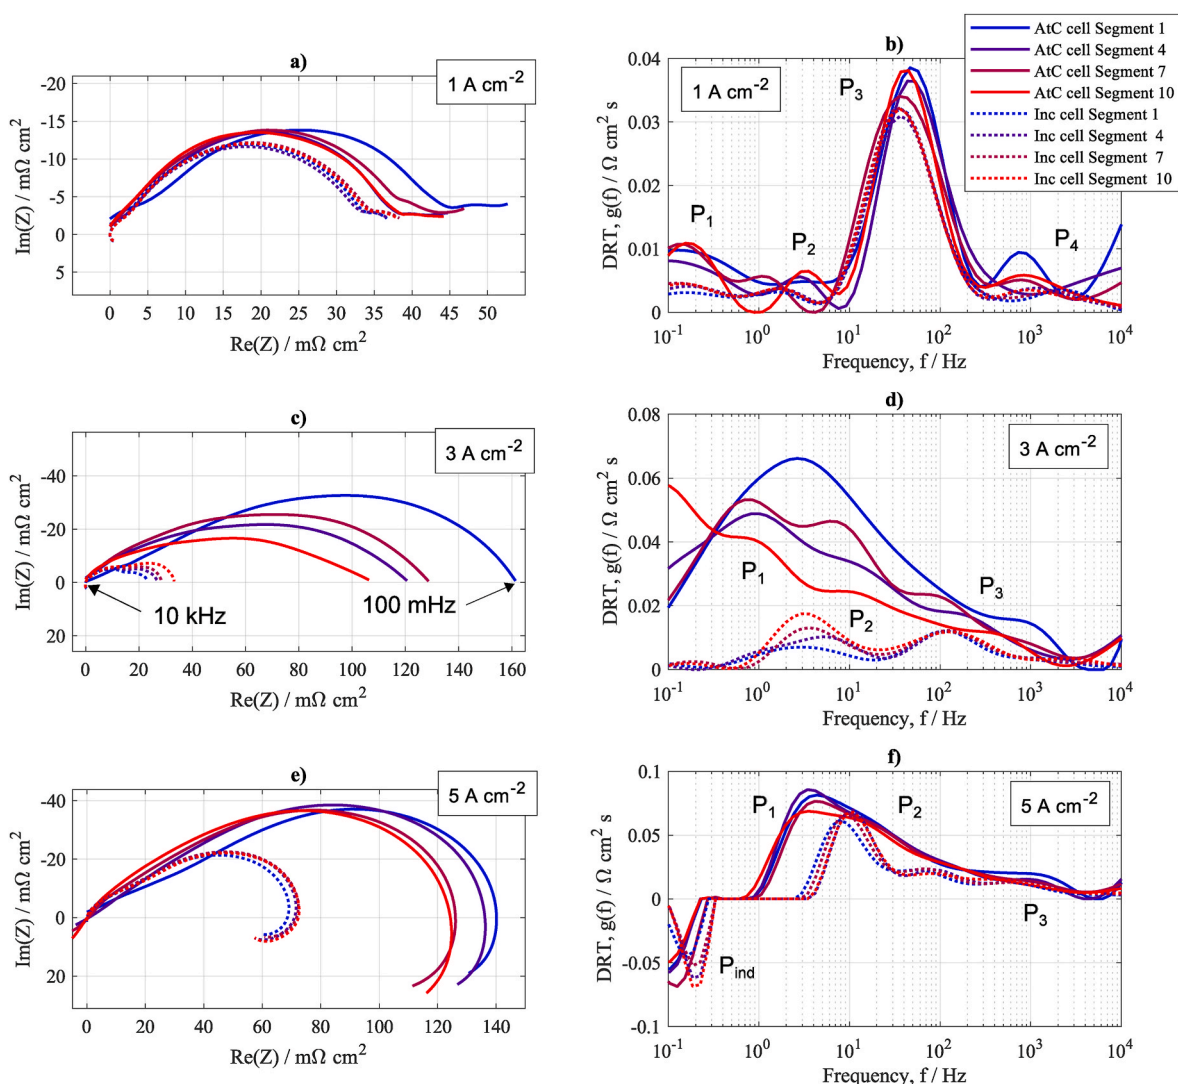 a)
1 A cm-2
-20
-15
-10
-5
0
5
Im(Z) / mΩ cm2
0 5 10 15 20 25 30 35 40 45 50
Re(Z) / mΩ cm2
b)
1 A cm-2
AtC cell Segment 1
AtC cell Segment 4
AtC cell Segment 7
AtC cell Segment 10
Inc cell Segment 1
Inc cell Segment 4
Inc cell Segment 7
Inc cell Segment 10
P1
P2
P3
P4
0.04
0.03
0.02
0.01
0
DRT, g(f) / Ω cm2 s
10-1 100 101 102 103 104
Frequency, f / Hz
c)
3 A cm-2
-40
-20
0
20
Im(Z) / mΩ cm2
10 kHz
100 mHz
0 20 40 60 80 100 120 140 160
Re(Z) / mΩ cm2
d)
3 A cm-2
0.08
0.06
0.04
0.02
0
DRT, g(f) / Ω cm2 s
P1
P2
P3
10-1 100 101 102 103 104
Frequency, f / Hz
e)
5 A cm-2
-40
-20
0
20
Im(Z) / mΩ cm2
0 20 40 60 80 100 120 140
Re(Z) / mΩ cm2
f)
5 A cm-2
0.1
0.05
0
-0.05
-0.1
DRT, g(f) / Ω cm2 s
P1
P2
P3
Pind
10-1 100 101 102 103 104
Frequency, f / Hz